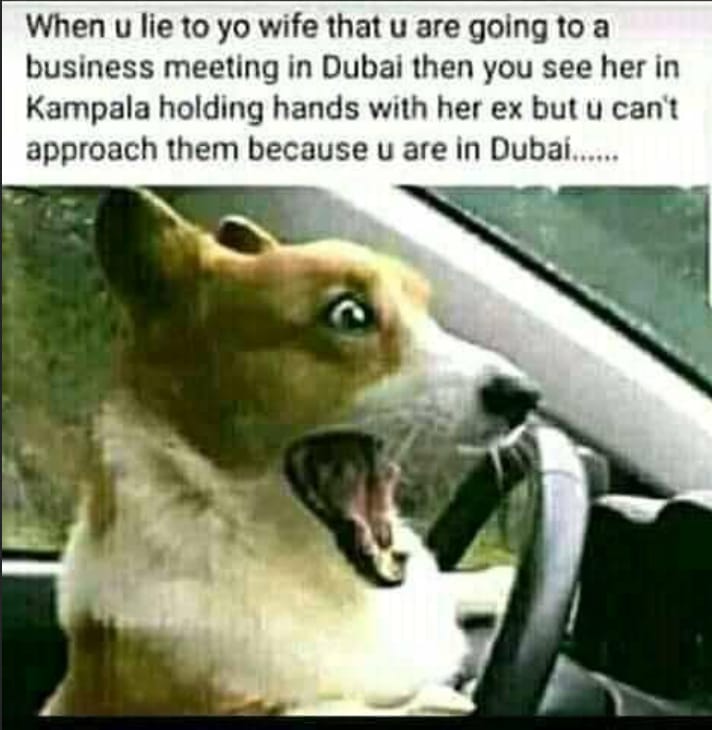 When u lie to yo wife that u are going to a
business meeting in Dubai then you see her in
Kampala holding hands with her ex but u can't
approach them because u are in Dubai......